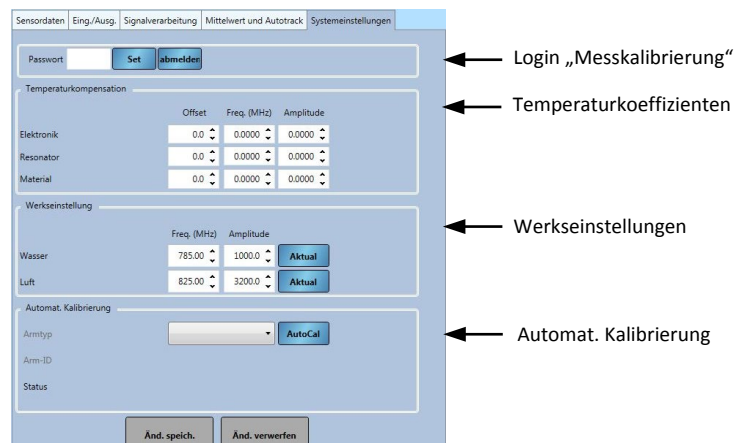 Sensordaten Eing./Ausg. Signalverarbeitung Mittelwert und Autotrack Systemeinstellungen
Passwort Set abmelden
Login „Messkalibrierung“
Temperaturkompensation
Temperaturkoeffizienten
Offset Freq. (MHz) Amplitude
Elektronik 0.0 0.0000 0.0000
Resonator 0.0 0.0000 0.0000
Material 0.0 0.0000 0.0000
Werkseinstellung
Werkseinstellungen
Freq. (MHz) Amplitude
Wasser 785.00 1000.0 Aktual
Luft 825.00 3200.0 Aktual
Automat. Kalibrierung
Automat. Kalibrierung
Armtyp AutoCal
Arm-ID
Status
Änd. speich. Änd. verwerfen